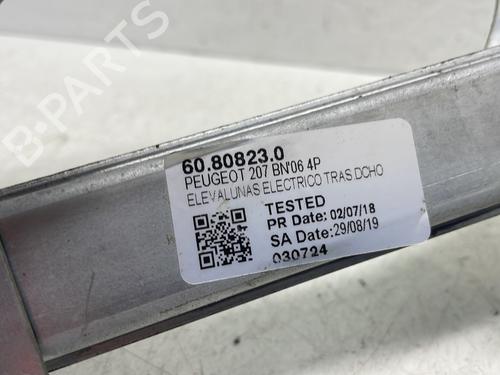 B-PARTS
60.80823.0
PEUGEOT 207 BN'06 4P
ELEVALUNAS ELECTRICO TRAS.DCHO
TESTED
PR Date: 02/07/18
SA Date:29/08/19
030724